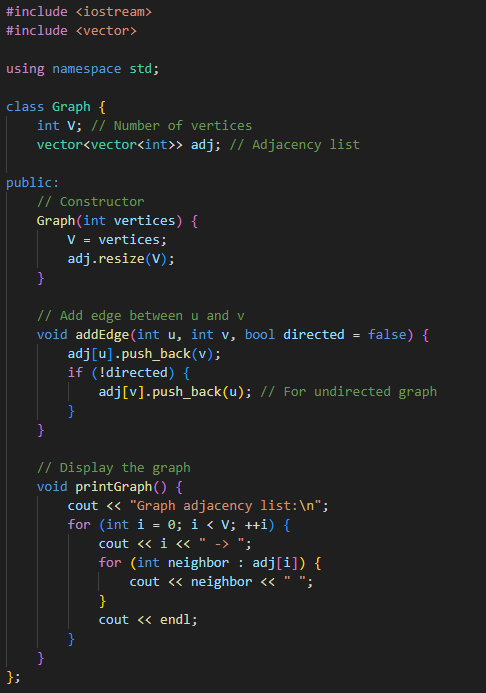 #include <iostream>
#include <vector>
using namespace std;
class Graph {
    int V; // Number of vertices
    vector<vector<int>> adj; // Adjacency list
public:
    // Constructor
    Graph(int vertices) {
        V = vertices;
        adj.resize(V);
    }
    // Add edge between u and v
    void addEdge(int u, int v, bool directed = false) {
        adj[u].push_back(v);
        if (!directed) {
            adj[v].push_back(u); // For undirected graph
        }
    }
    // Display the graph
    void printGraph() {
        cout << "Graph adjacency list:\n";
        for (int i = 0; i < V; ++i) {
            cout << i << " -> ";
            for (int neighbor : adj[i]) {
                cout << neighbor << " ";
            }
            cout << endl;
        }
    }
};